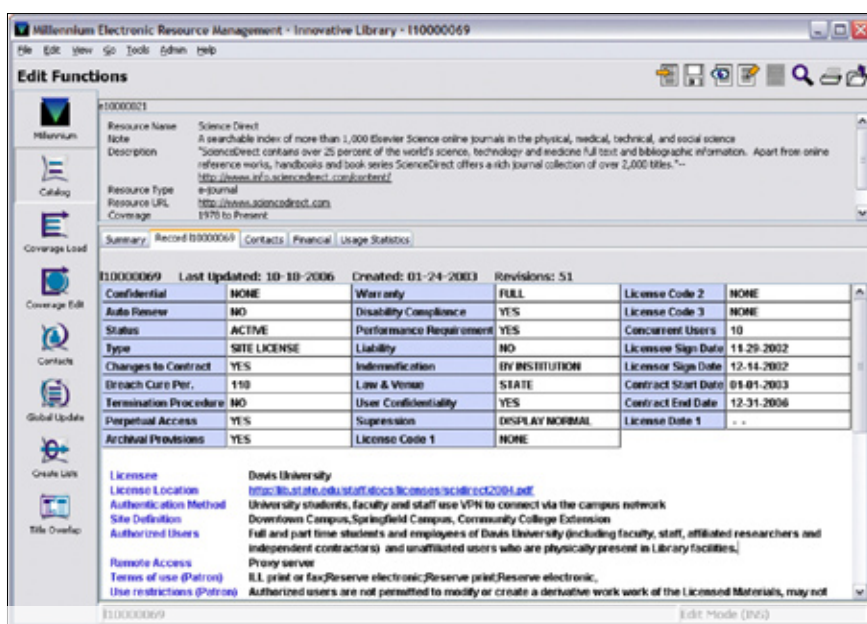 Millennium Electronic Resource Management - Innovative Library - l10000069
File Edit View Go Tools Admin Help
Edit Functions
e10000021
Millennium
Catalog
Coverage Load
Coverage Edit
Contacts
Global Update
Create Lists
Title Overlap
Resource Name Science Direct
Note A searchable index of more than 1,000 Elsevier Science online journals in the physical, medical, technical, and social science
Description "ScienceDirect contains over 25 percent of the world's science, technology and medicine full text and bibliographic information. Apart from online
reference works, handbooks and book series ScienceDirect offers a rich journal collection of over 2,000 titles."--
http://www.info.sciencedirect.com/content/
Resource Type e-journal
Resource URL http://www.sciencedirect.com
Coverage 1978 to Present
Summary Record l10000069 Contacts Financial Usage Statistics
l10000069 Last Updated: 10-10-2006 Created: 01-24-2003 Revisions: 51
Confidential NONE Warranty FULL License Code 2 NONE
Auto Renew NO Disability Compliance YES License Code 3 NONE
Status ACTIVE Performance Requirement YES Concurrent Users 10
Type SITE LICENSE Liability NO Licensee Sign Date 11-29-2002
Changes to Contract YES Indemnification BY INSTITUTION Licensor Sign Date 12-14-2002
Breach Cure Per. 110 Law & Venue STATE Contract Start Date 01-01-2003
Termination Procedure NO User Confidentiality YES Contract End Date 12-31-2006
Perpetual Access YES Supression DISPLAY NORMAL License Date 1 - -
Archival Provisions YES License Code 1 NONE
Licensee Davis University
License Location http://lib.state.edu/staff/docs/licenses/scidirect2004.pdf
Authentication Method University students, faculty and staff use VPN to connect via the campus network
Site Definition Downtown Campus,Springfield Campus, Community College Extension
Authorized Users Full and part time students and employees of Davis University (including faculty, staff, affiliated researchers and
independent contractors) and unaffiliated users who are physically present in Library facilities.
Remote Access Proxy server
Terms of use (Patron) ILL print or fax;Reserve electronic;Reserve print;Reserve electronic,
Use restrictions (Patron) Authorized users are not permitted to modify or create a derivative work work of the Licensed Materials, may not
l10000069 Edit Mode (INS)